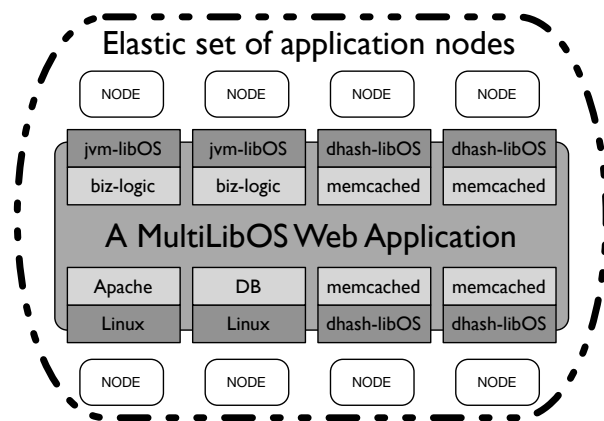 Elastic set of application nodes
NODE NODE NODE NODE
jvm-libOS jvm-libOS dhash-libOS dhash-libOS
biz-logic biz-logic memcached memcached
A MultiLibOS Web Application
Apache DB memcached memcached
Linux Linux dhash-libOS dhash-libOS
NODE NODE NODE NODE